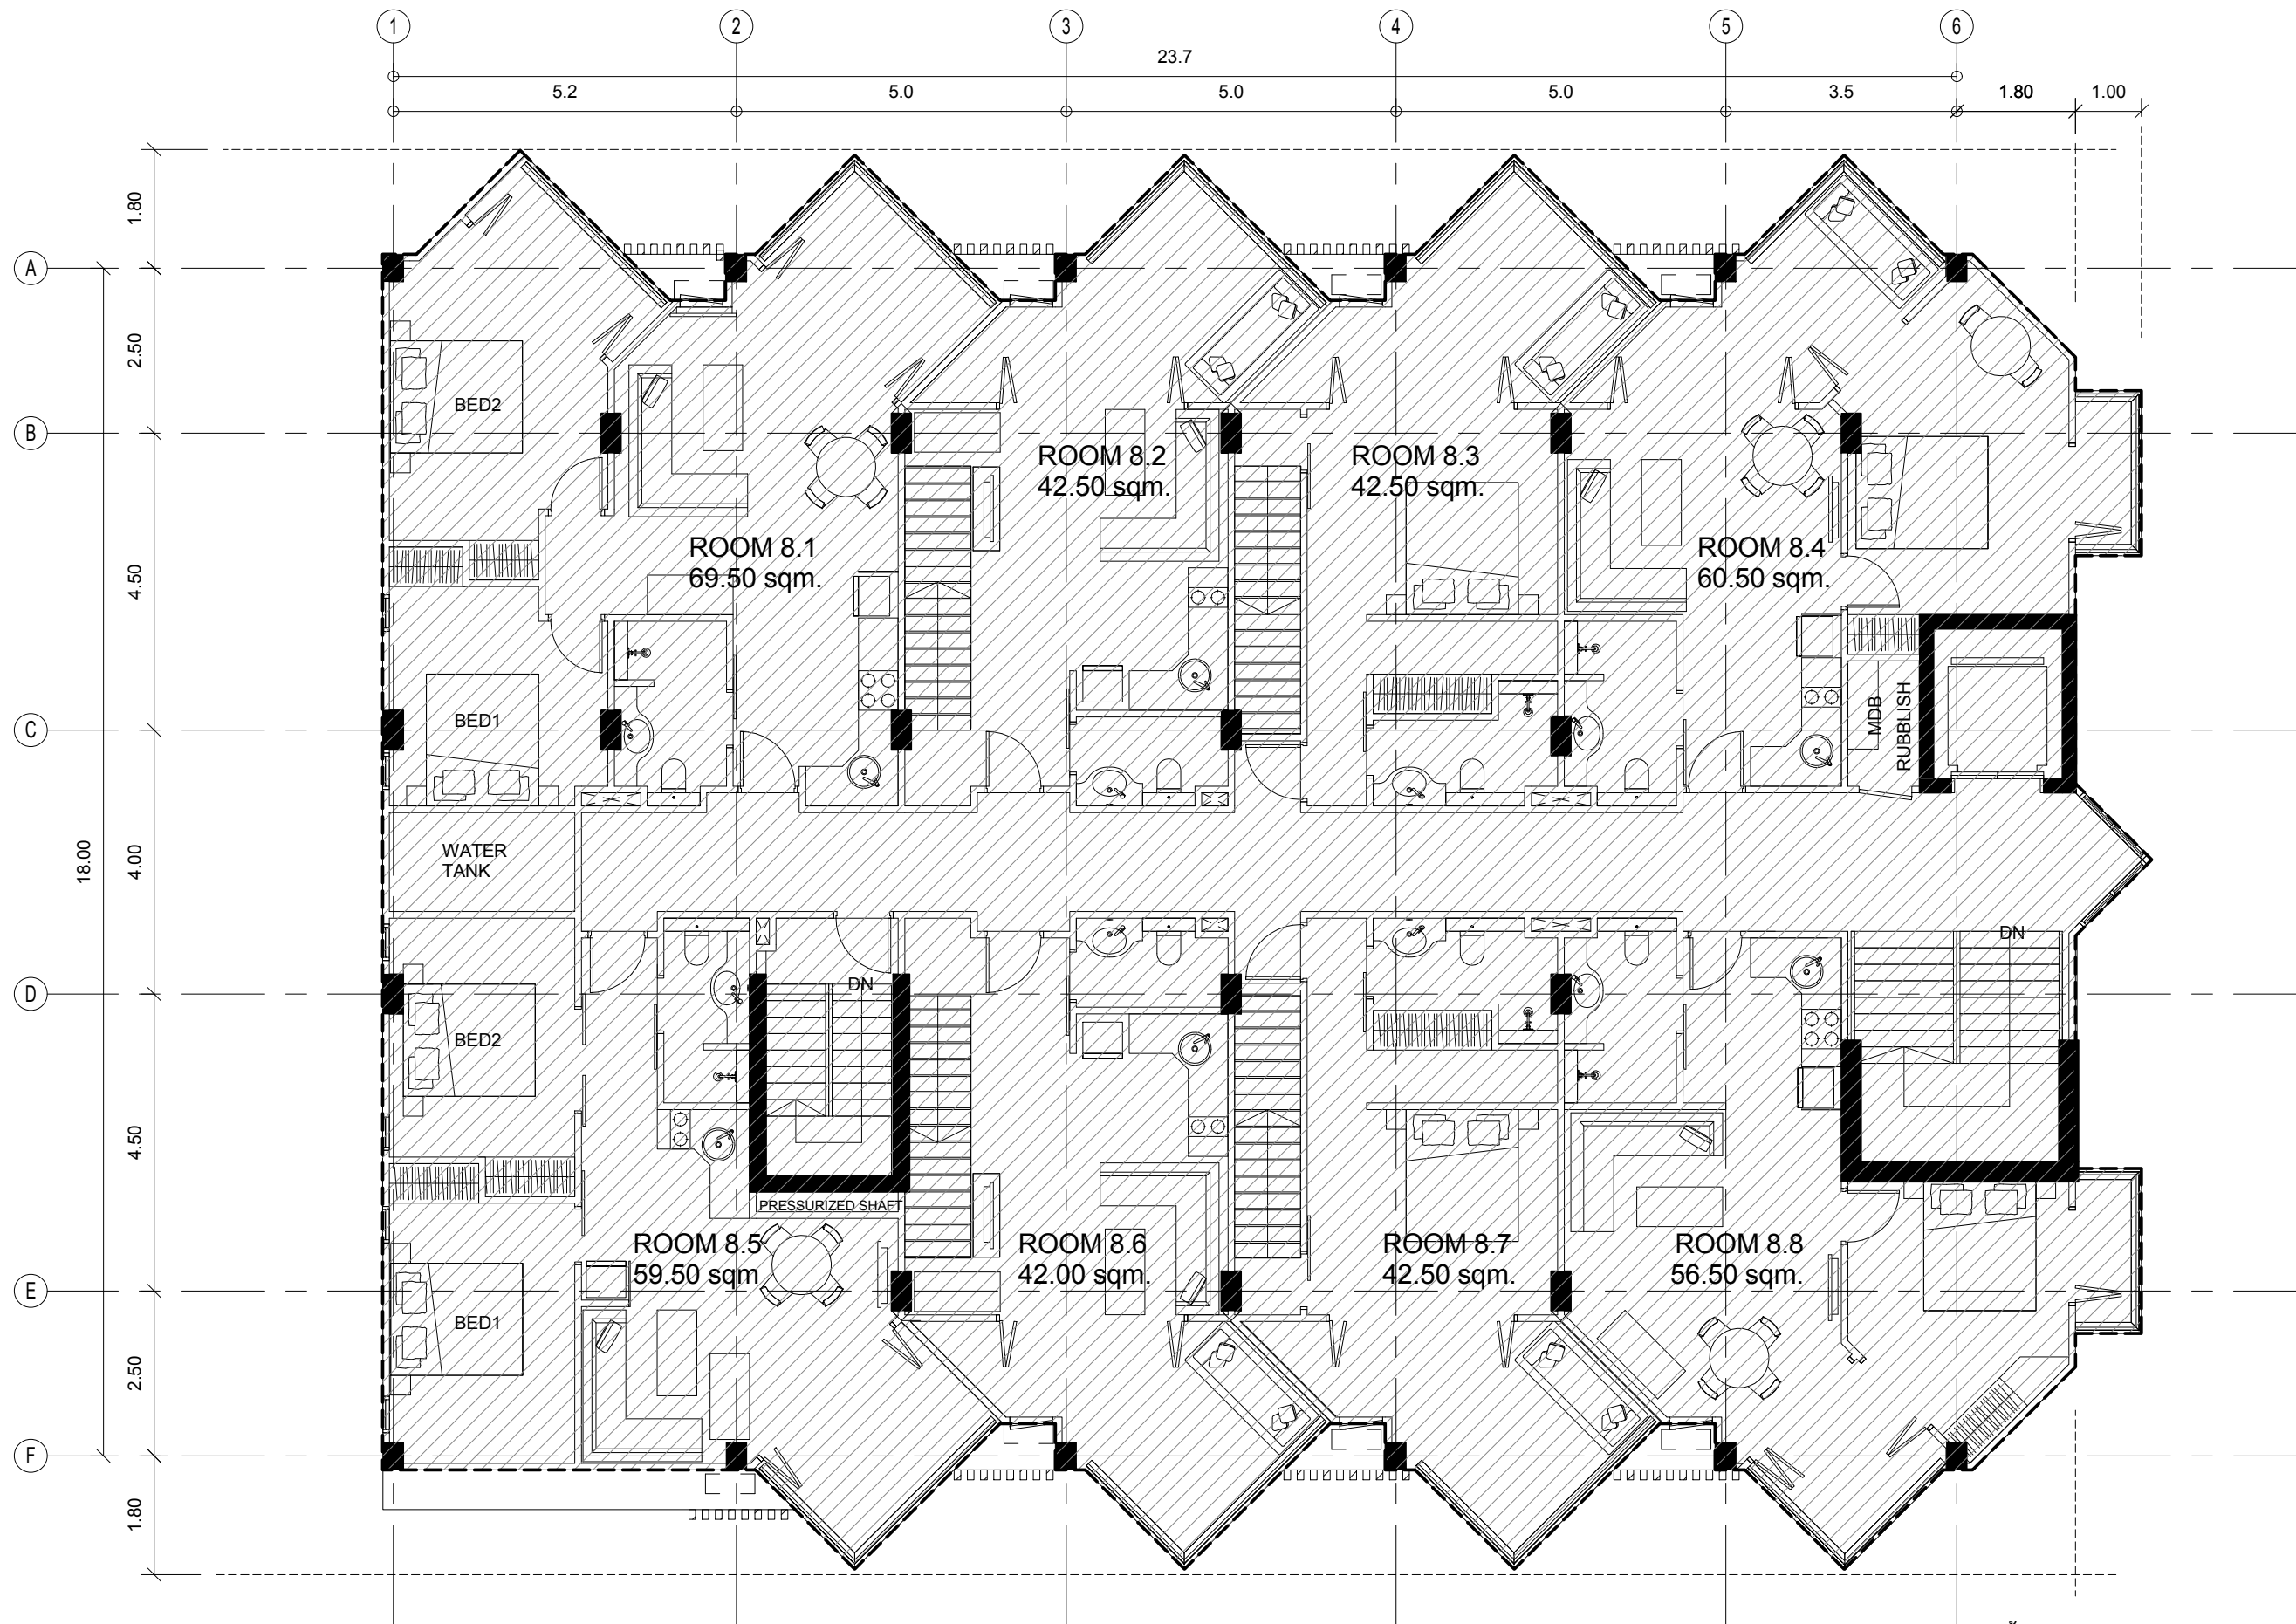 1 2 3 4 5 6
23.7
5.2 5.0 5.0 5.0 3.5 1.80 1.00
1.80
A
2.50
B
BED2
ROOM 8.2
42.50 sqm.
ROOM 8.3
42.50 sqm.
ROOM 8.1
69.50 sqm.
ROOM 8.4
60.50 sqm.
4.50
BED1
C
MDB
RUBBLISH
WATER
TANK
18.00
4.00
DN
DN
D
BED2
4.50
PRESSURIZED SHAFT
ROOM 8.5
59.50 sqm
ROOM 8.6
42.00 sqm.
ROOM 8.7
42.50 sqm.
ROOM 8.8
56.50 sqm.
E
BED1
2.50
F
1.80